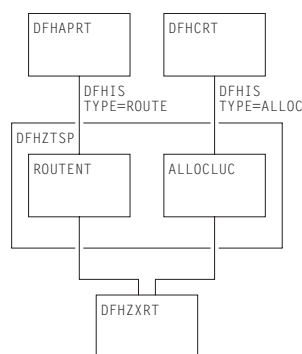 DFHAPRT
DFHCRT
DFHIS
TYPE=ROUTE
DFHIS
TYPE=ALLOC
DFHZTSP
ROUTENT
ALLOCLUC
DFHZXRT